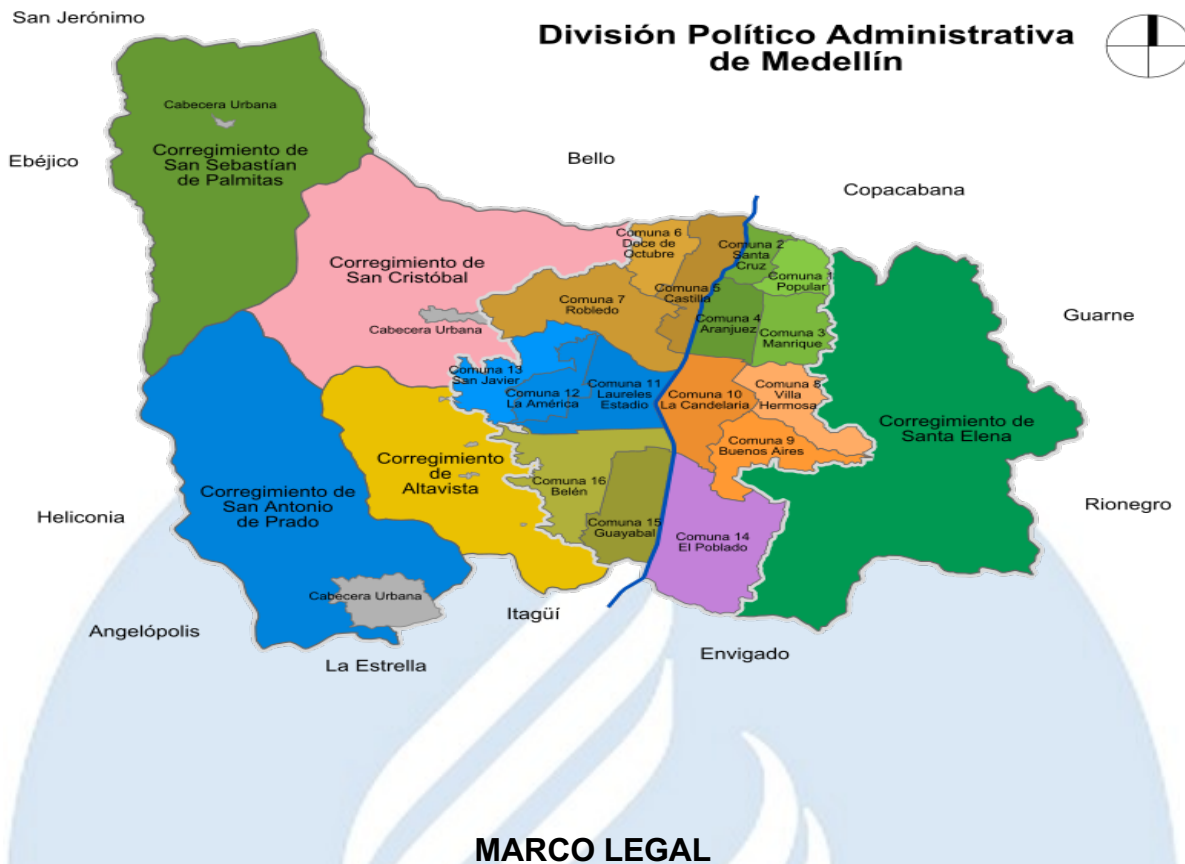 San Jerónimo
División Político Administrativa
de Medellín
Cabecera Urbana
Ebéjico
Corregimiento de
San Sebastían
de Palmitas
Bello
Copacabana
Comuna 6
Doce de
Octubre
Comuna 2
Santa
Cruz
Comuna 1
Popular
Corregimiento de
San Cristóbal
Comuna 5
Castilla
Comuna 7
Robledo
Cabecera Urbana
Comuna 4
Aranjuez
Comuna 3
Manrique
Guarne
Comuna 13
San Javier
Comuna 12
La América
Comuna 11
Laureles
Estadio
Comuna 10
La Candelaria
Comuna 8
Villa
Hermosa
Corregimiento de
Santa Elena
Comuna 9
Buenos Aires
Corregimiento
de
Altavista
Corregimiento de
San Antonio
de Prado
Comuna 16
Belén
Comuna 15
Guayabal
Comuna 14
El Poblado
Heliconia
Rionegro
Cabecera Urbana
Angelópolis
Itagüí
La Estrella
Envigado
MARCO LEGAL